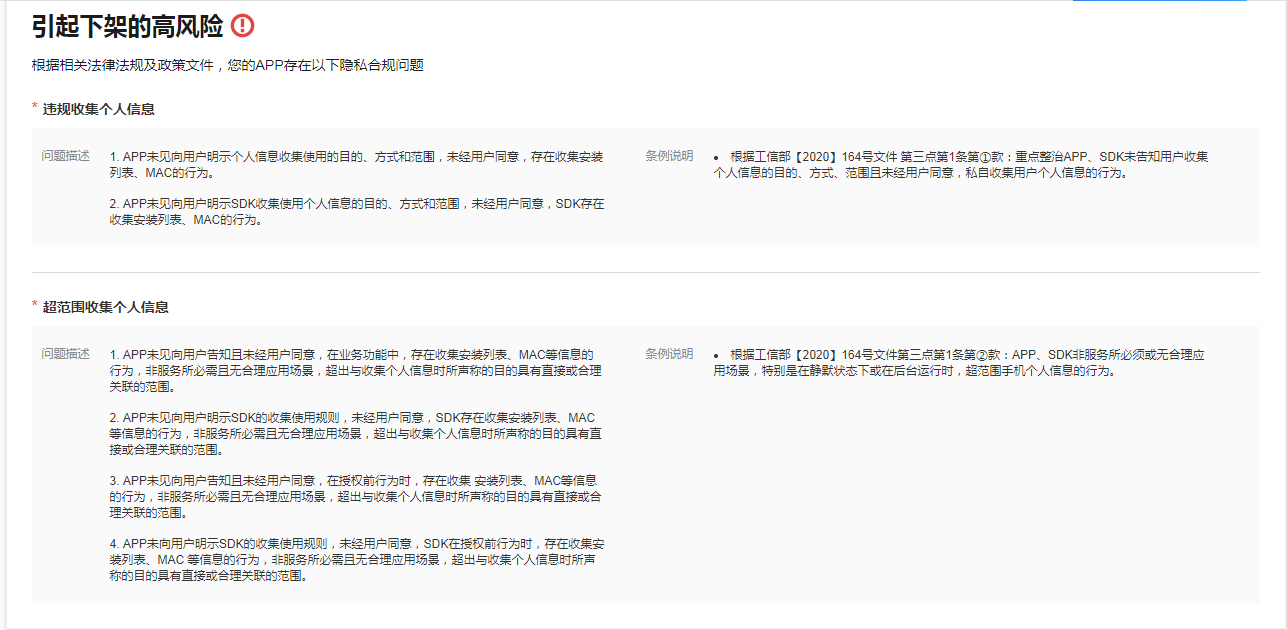 引起下架的高风险
根据相关法律法规及政策文件，您的APP存在以下隐私合规问题
* 违规收集个人信息
问题描述
1. APP未见向用户明示个人信息收集使用的目的、方式和范围，未经用户同意，存在收集安装
列表、MAC的行为。
2. APP未见向用户明示SDK收集使用个人信息的目的、方式和范围，未经用户同意，SDK存在
收集安装列表、MAC的行为。
条例说明
• 根据工信部【2020】164号文件 第三点第1条第①款：重点整治APP、SDK未告知用户收集
个人信息的目的、方式、范围且未经用户同意，私自收集用户个人信息的行为。
* 超范围收集个人信息
问题描述
1. APP未见向用户告知且未经用户同意，在业务功能中，存在收集安装列表、MAC等信息的
行为，非服务所必需且无合理应用场景，超出与收集个人信息时所声称的目的具有直接或合理
关联的范围。
2. APP未见向用户明示SDK的收集使用规则，未经用户同意，SDK存在收集安装列表、MAC
等信息的行为，非服务所必需且无合理应用场景，超出与收集个人信息时所声称的目的具有直
接或合理关联的范围。
3. APP未见向用户告知且未经用户同意，在授权前行为时，存在收集 安装列表、MAC等信息
的行为，非服务所必需且无合理应用场景，超出与收集个人信息时所声称的目的具有直接或合
理关联的范围。
4. APP未向用户明示SDK的收集使用规则，未经用户同意，SDK在授权前行为时，存在收集安
装列表、MAC 等信息的行为，非服务所必需且无合理应用场景，超出与收集个人信息时所声
称的目的具有直接或合理关联的范围。
条例说明
• 根据工信部【2020】164号文件第三点第1条第②款：APP、SDK非服务所必须或无合理应
用场景，特别是在静默状态下或在后台运行时，超范围手机个人信息的行为。